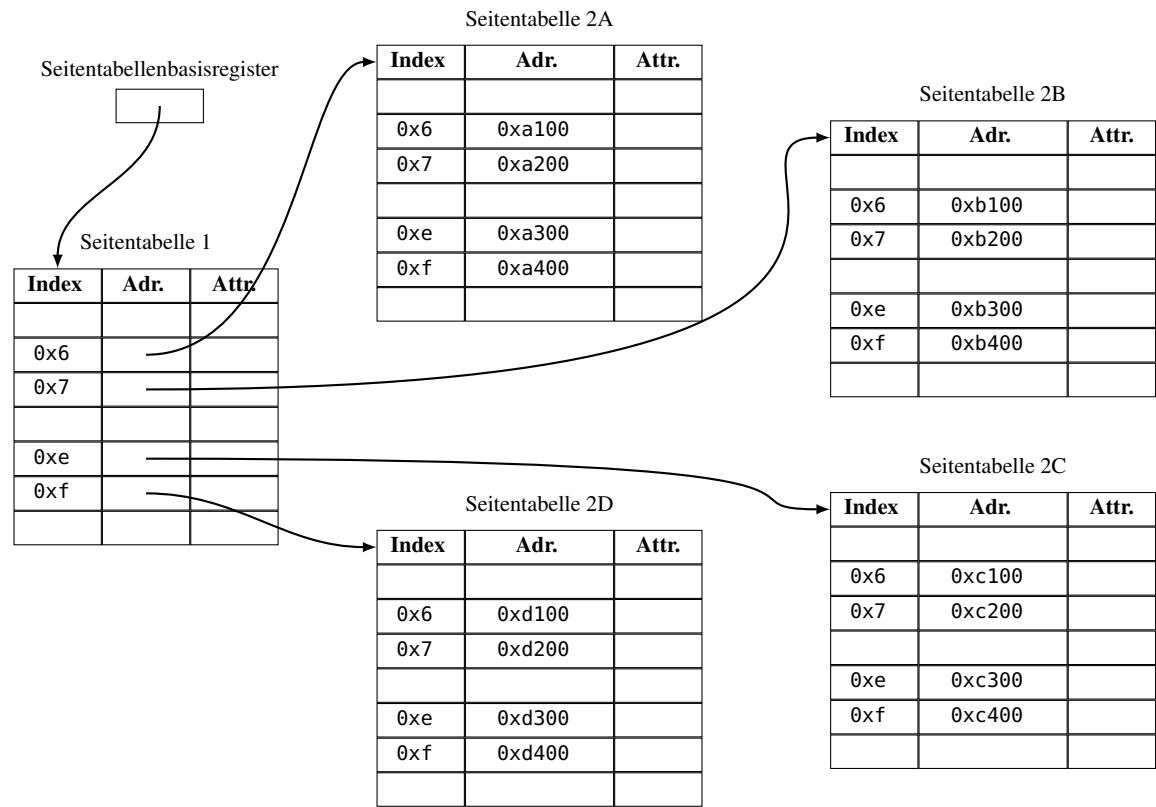 Seitentabellenbasisregister
Seitentabelle 1
Index Adr. Attr.
0x6
0x7
0xe
0xf
Seitentabelle 2A
Index Adr. Attr.
0x6 0xa100
0x7 0xa200
0xe 0xa300
0xf 0xa400
Seitentabelle 2B
Index Adr. Attr.
0x6 0xb100
0x7 0xb200
0xe 0xb300
0xf 0xb400
Seitentabelle 2C
Index Adr. Attr.
0x6 0xc100
0x7 0xc200
0xe 0xc300
0xf 0xc400
Seitentabelle 2D
Index Adr. Attr.
0x6 0xd100
0x7 0xd200
0xe 0xd300
0xf 0xd400